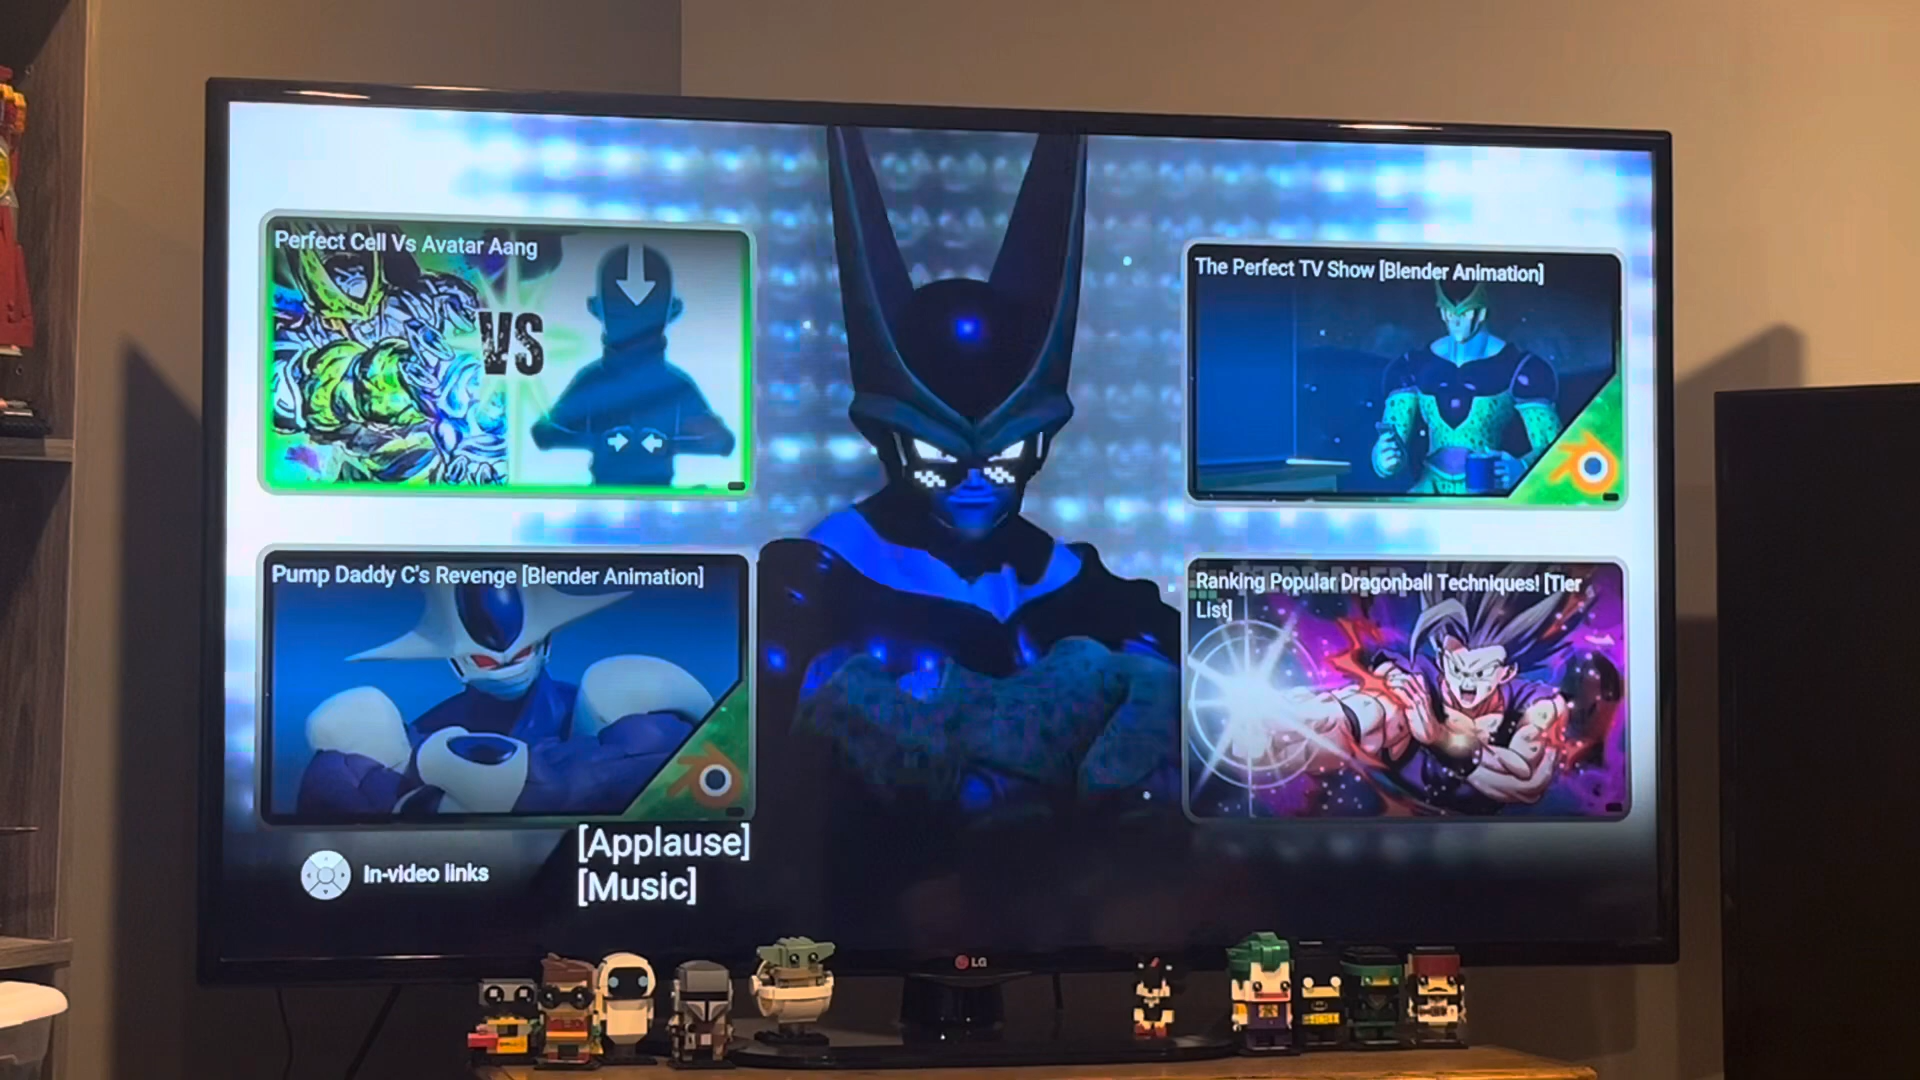 Perfect Cell Vs Avatar Aang
VS
The Perfect TV Show [Blender Animation]
Pump Daddy C's Revenge [Blender Animation]
Ranking Popular Dragonball Techniques! [Tier
List]
[Applause]
[Music]
In-video links
LG